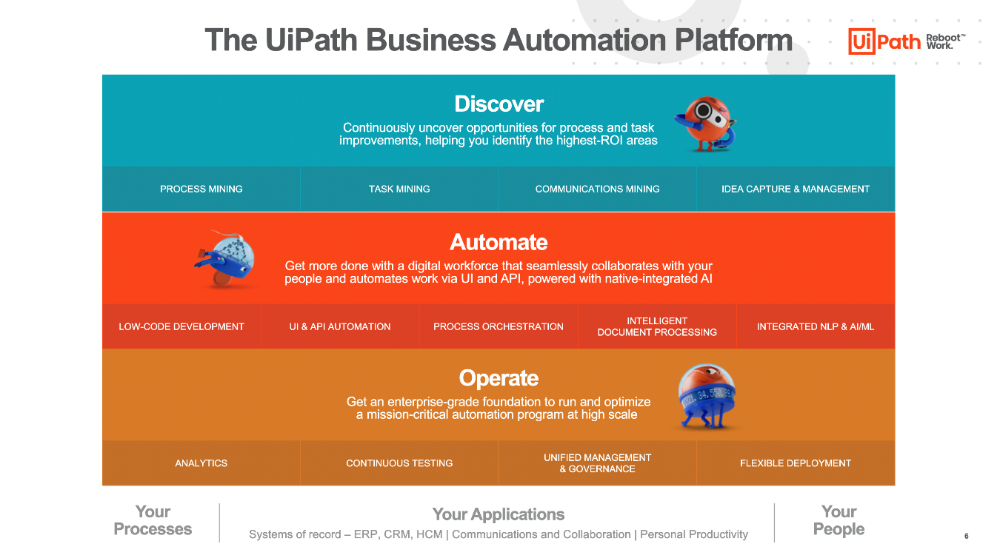 The UiPath Business Automation Platform
UiPath Reboot™
Work.
Discover
Continuously uncover opportunities for process and task
improvements, helping you identify the highest-ROI areas
PROCESS MINING
TASK MINING
COMMUNICATIONS MINING
IDEA CAPTURE & MANAGEMENT
Automate
Get more done with a digital workforce that seamlessly collaborates with your
people and automates work via UI and API, powered with native-integrated AI
LOW-CODE DEVELOPMENT
UI & API AUTOMATION
PROCESS ORCHESTRATION
INTELLIGENT
DOCUMENT PROCESSING
INTEGRATED NLP & AI/ML
Operate
Get an enterprise-grade foundation to run and optimize
a mission-critical automation program at high scale
ANALYTICS
CONTINUOUS TESTING
UNIFIED MANAGEMENT
& GOVERNANCE
FLEXIBLE DEPLOYMENT
Your
Processes
Your Applications
Systems of record – ERP, CRM, HCM | Communications and Collaboration | Personal Productivity
Your
People
6